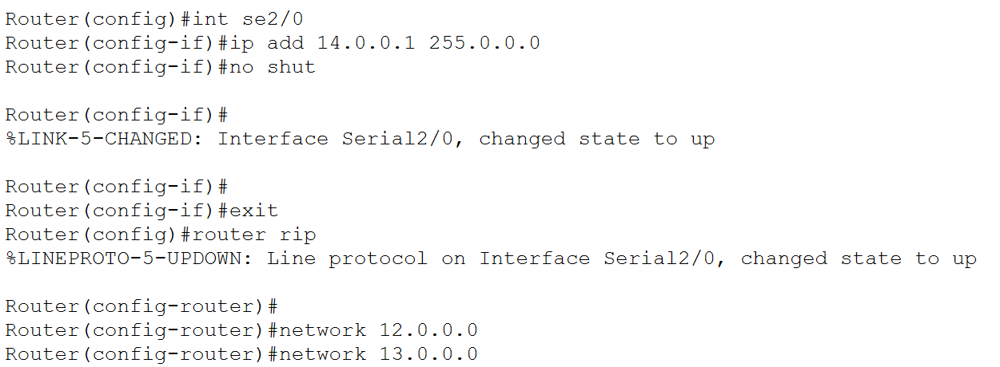 Router(config)#int se2/0
Router(config-if)#ip add 14.0.0.1 255.0.0.0
Router(config-if)#no shut
Router(config-if)#
%LINK-5-CHANGED: Interface Serial2/0, changed state to up
Router(config-if)#
Router(config-if)#exit
Router(config)#router rip
%LINEPROTO-5-UPDOWN: Line protocol on Interface Serial2/0, changed state to up
Router(config-router)#
Router(config-router)#network 12.0.0.0
Router(config-router)#network 13.0.0.0